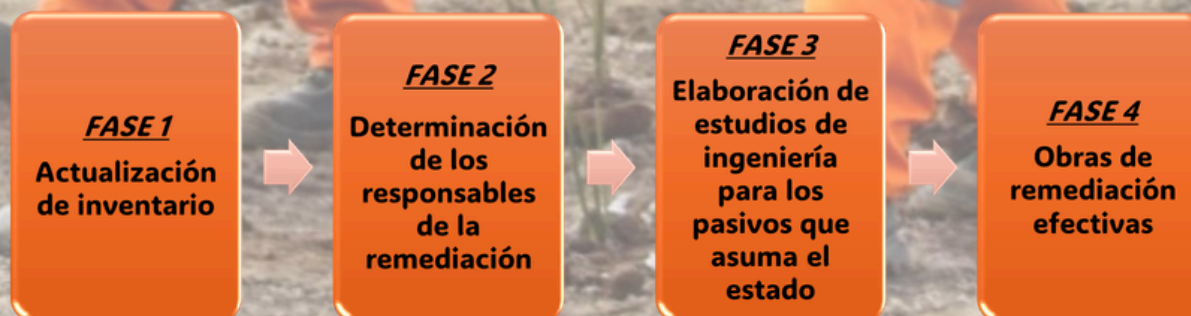 FASE 1
Actualización
de inventario
FASE 2
Determinación
de los
responsables
de la
remediación
FASE 3
Elaboración de
estudios de
ingeniería
para los
pasivos que
asuma el
estado
FASE 4
Obras de
remediación
efectivas